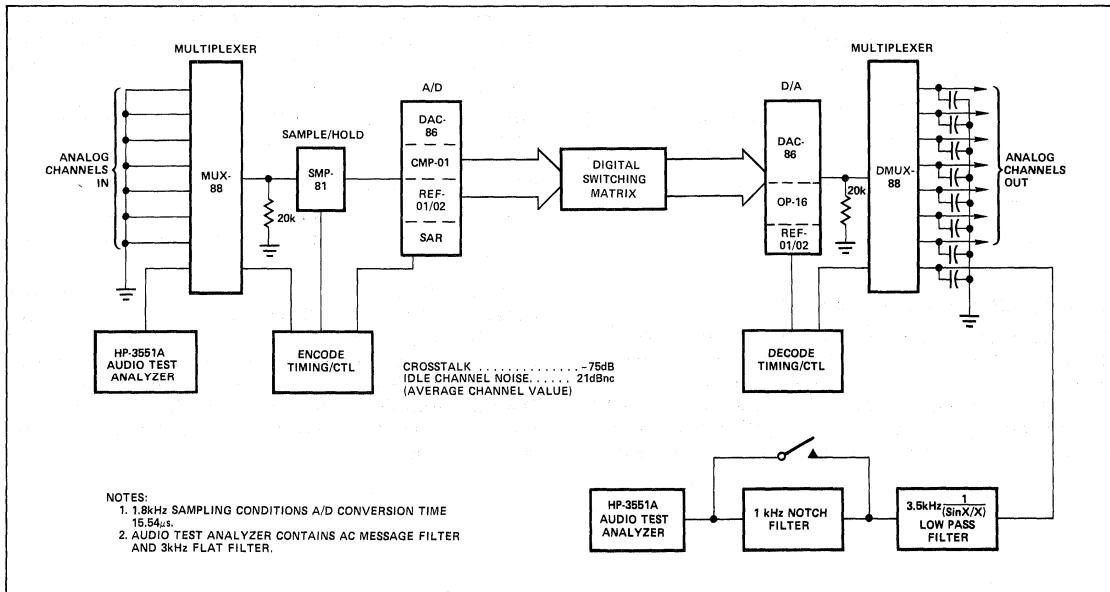 MULTIPLEXER
MUX-
88
ANALOG
CHANNELS
IN
20k
SAMPLE/HOLD
SMP-
81
A/D
DAC-
86
CMP-01
REF-
01/02
SAR
DIGITAL
SWITCHING
MATRIX
D/A
DAC-
86
OP-16
REF-
01/02
20k
MULTIPLEXER
DMUX-
88
ANALOG
CHANNELS
OUT
HP-3551A
AUDIO TEST
ANALYZER
ENCODE
TIMING/CTL
CROSSTALK ............... -75dB
IDLE CHANNEL NOISE...... 21dBnc
(AVERAGE CHANNEL VALUE)
DECODE
TIMING/CTL
NOTES:
1. 1.8kHz SAMPLING CONDITIONS A/D CONVERSION TIME
15.54µs.
2. AUDIO TEST ANALYZER CONTAINS AC MESSAGE FILTER
AND 3kHz FLAT FILTER.
HP-3551A
AUDIO TEST
ANALYZER
1 kHz NOTCH
FILTER
3.5kHz 1/(SinX/X)
LOW PASS
FILTER